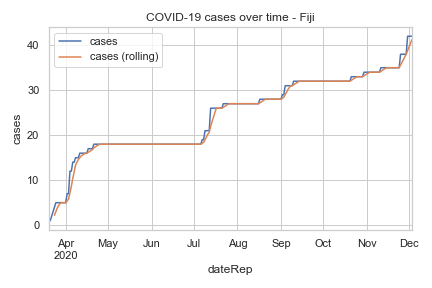 COVID-19 cases over time - Fiji
cases
cases (rolling)
40
30
20
10
0
cases
Apr May Jun Jul Aug Sep Oct Nov Dec
2020
dateRep